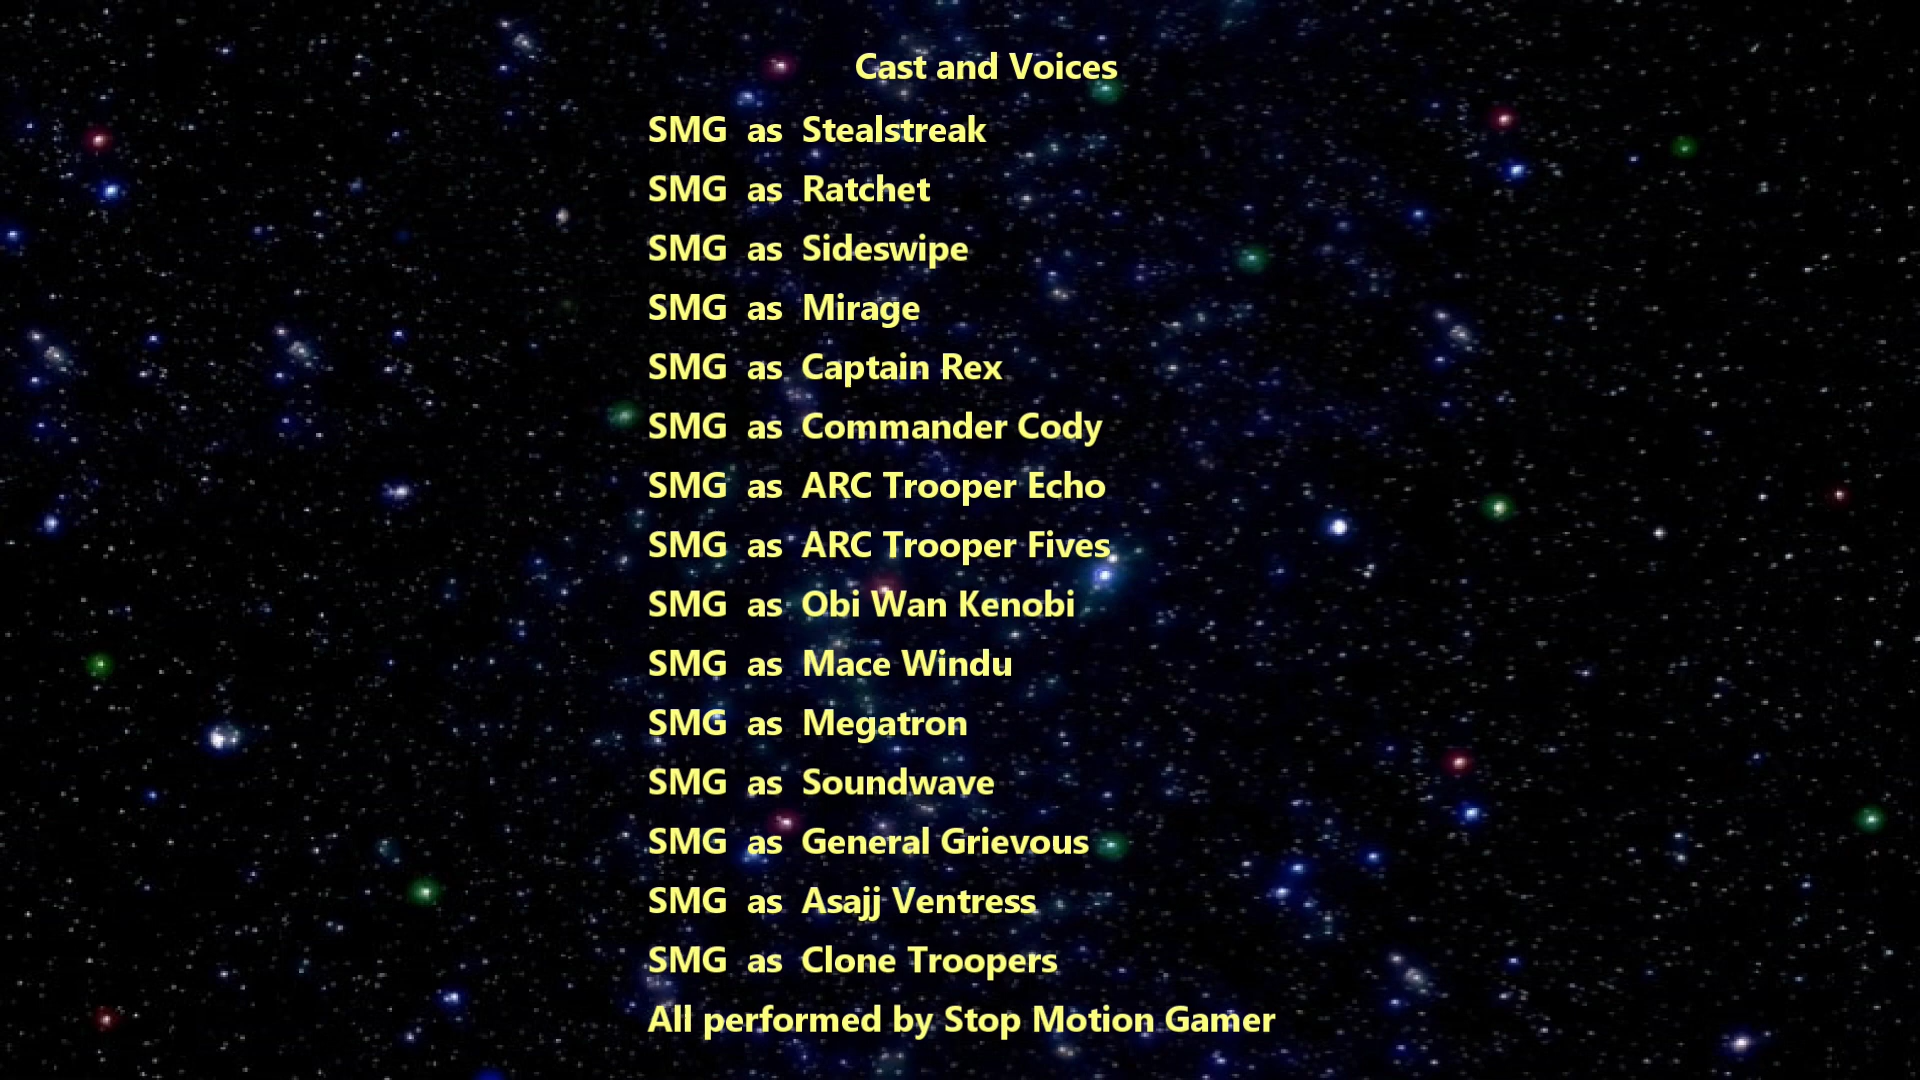 Cast and Voices
SMG as Stealstreak
SMG as Ratchet
SMG as Sideswipe
SMG as Mirage
SMG as Captain Rex
SMG as Commander Cody
SMG as ARC Trooper Echo
SMG as ARC Trooper Fives
SMG as Obi Wan Kenobi
SMG as Mace Windu
SMG as Megatron
SMG as Soundwave
SMG as General Grievous
SMG as Asajj Ventress
SMG as Clone Troopers
All performed by Stop Motion Gamer